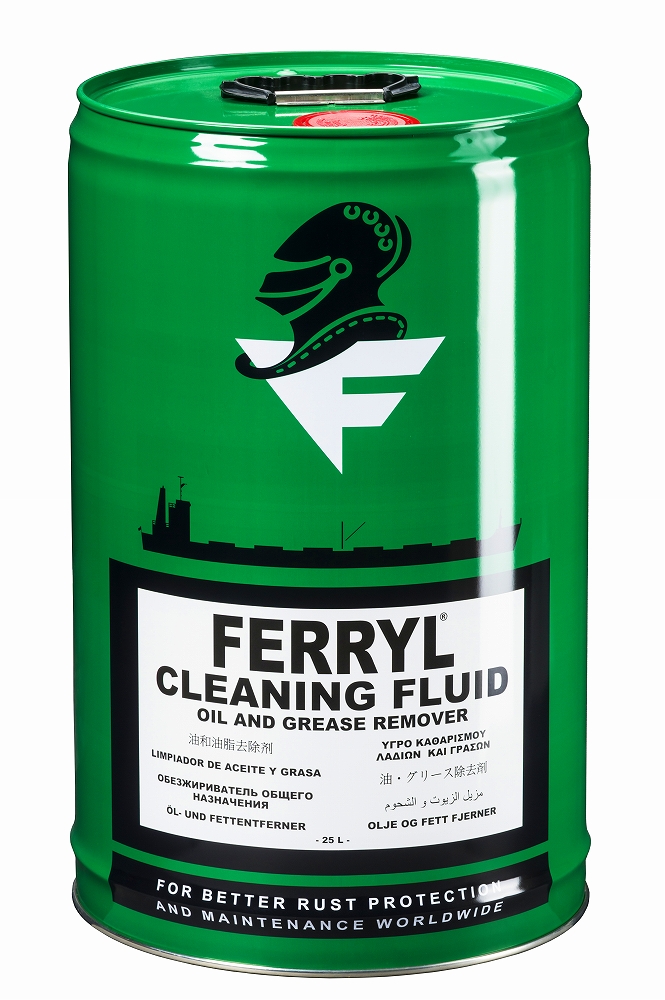 F
FERRYL®
CLEANING FLUID
OIL AND GREASE REMOVER
油和油脂去除剂
LIMPIADOR DE ACEITE Y GRASA
ОБЕЗЖИРИВАТЕЛЬ ОБЩЕГО
НАЗНАЧЕНИЯ
ÖL- UND FETTENTFERNER
ΥΓΡΟ ΚΑΘΑΡΙΣΜΟΥ
ΛΑΔΙΩΝ ΚΑΙ ΓΡΑΣΩΝ
油・グリース除去剤
مزيل الزيوت و الشحوم
OLJE OG FETT FJERNER
- 25 L -
FOR BETTER RUST PROTECTION
AND MAINTENANCE WORLDWIDE